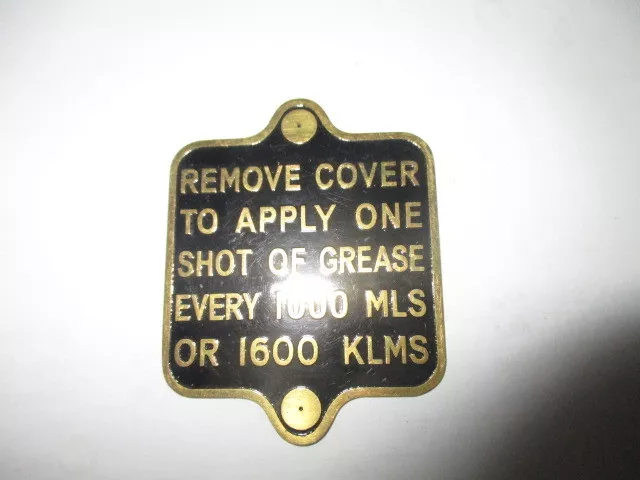 REMOVE COVER
TO APPLY ONE
SHOT OF GREASE
EVERY 1000 MLS
OR 1600 KLMS